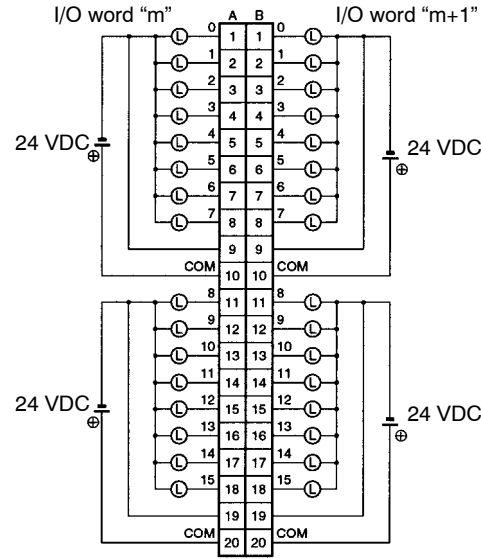 I/O word “m” A B I/O word “m+1”
0 1 1 0
L L
1 2 2 1
L L
2 3 3 2
L L
3 4 4 3
L L
24 VDC 4 5 5 4 24 VDC
L L
⊕ 5 6 6 5 ⊕
L L
6 7 7 6
L L
7 8 8 7
L L
9 9
COM 10 10 COM
8 11 11 8
L L
9 12 12 9
L L
10 13 13 10
L L
11 14 14 11
L L
24 VDC 12 15 15 12 24 VDC
L L
⊕ 13 16 16 13 ⊕
L L
14 17 17 14
L L
15 18 18 15
L L
19 19
COM 20 20 COM